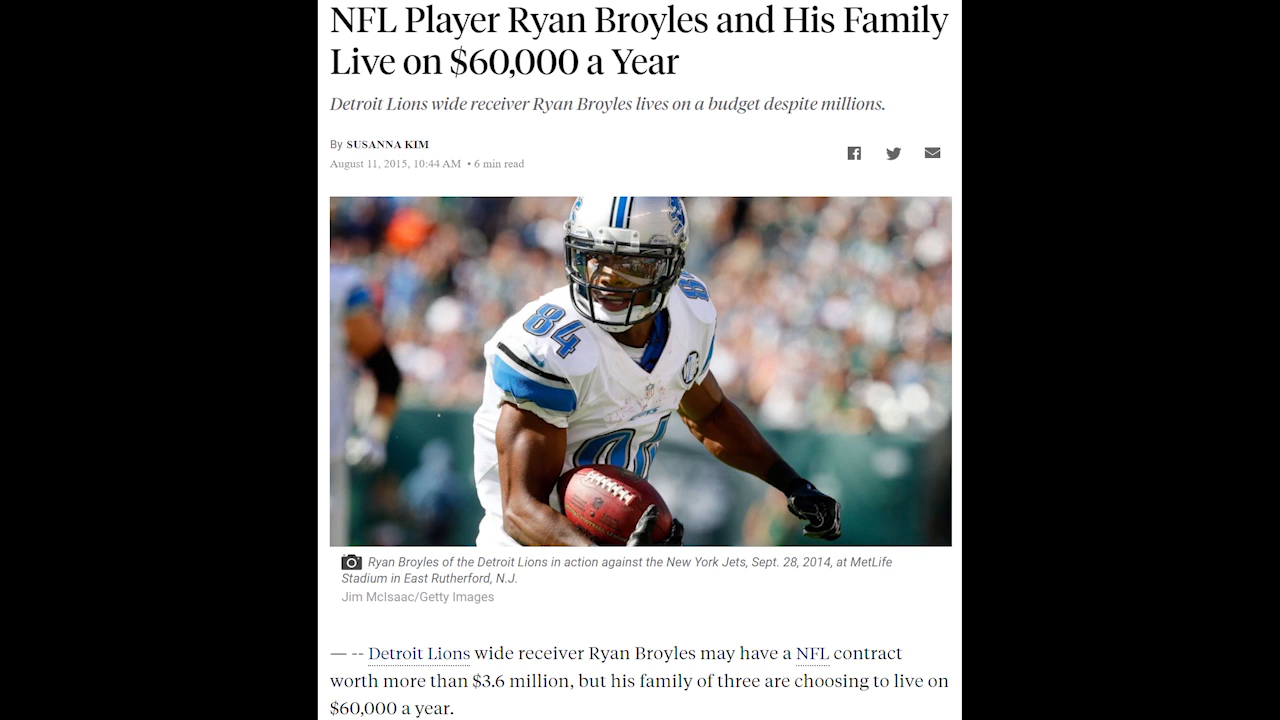 NFL Player Ryan Broyles and His Family
Live on $60,000 a Year
Detroit Lions wide receiver Ryan Broyles lives on a budget despite millions.
By SUSANNA KIM
August 11, 2015, 10:44 AM • 6 min read
84
84
Ryan Broyles of the Detroit Lions in action against the New York Jets, Sept. 28, 2014, at MetLife
Stadium in East Rutherford, N.J.
Jim McIsaac/Getty Images
— -- Detroit Lions wide receiver Ryan Broyles may have a NFL contract
worth more than $3.6 million, but his family of three are choosing to live on
$60,000 a year.